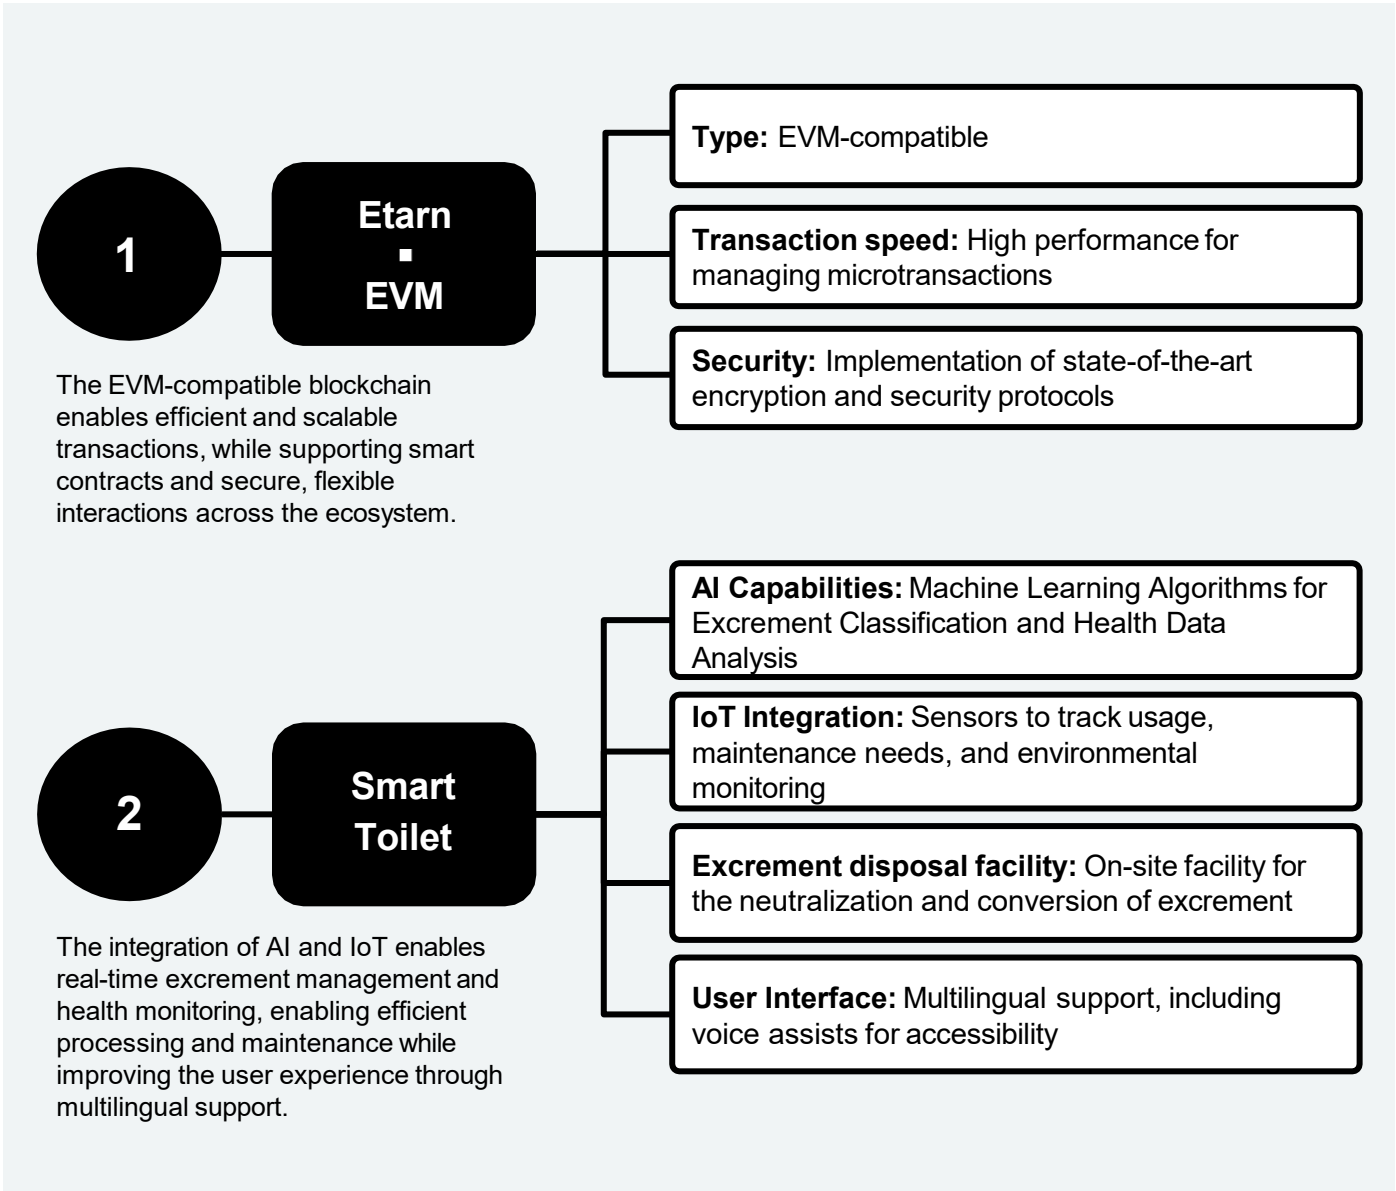 1
Etarn
▪
EVM
The EVM-compatible blockchain
enables efficient and scalable
transactions, while supporting smart
contracts and secure, flexible
interactions across the ecosystem.
Type: EVM-compatible
Transaction speed: High performance for
managing microtransactions
Security: Implementation of state-of-the-art
encryption and security protocols
2
Smart
Toilet
The integration of AI and IoT enables
real-time excrement management and
health monitoring, enabling efficient
processing and maintenance while
improving the user experience through
multilingual support.
AI Capabilities: Machine Learning Algorithms for
Excrement Classification and Health Data
Analysis
IoT Integration: Sensors to track usage,
maintenance needs, and environmental
monitoring
Excrement disposal facility: On-site facility for
the neutralization and conversion of excrement
User Interface: Multilingual support, including
voice assists for accessibility